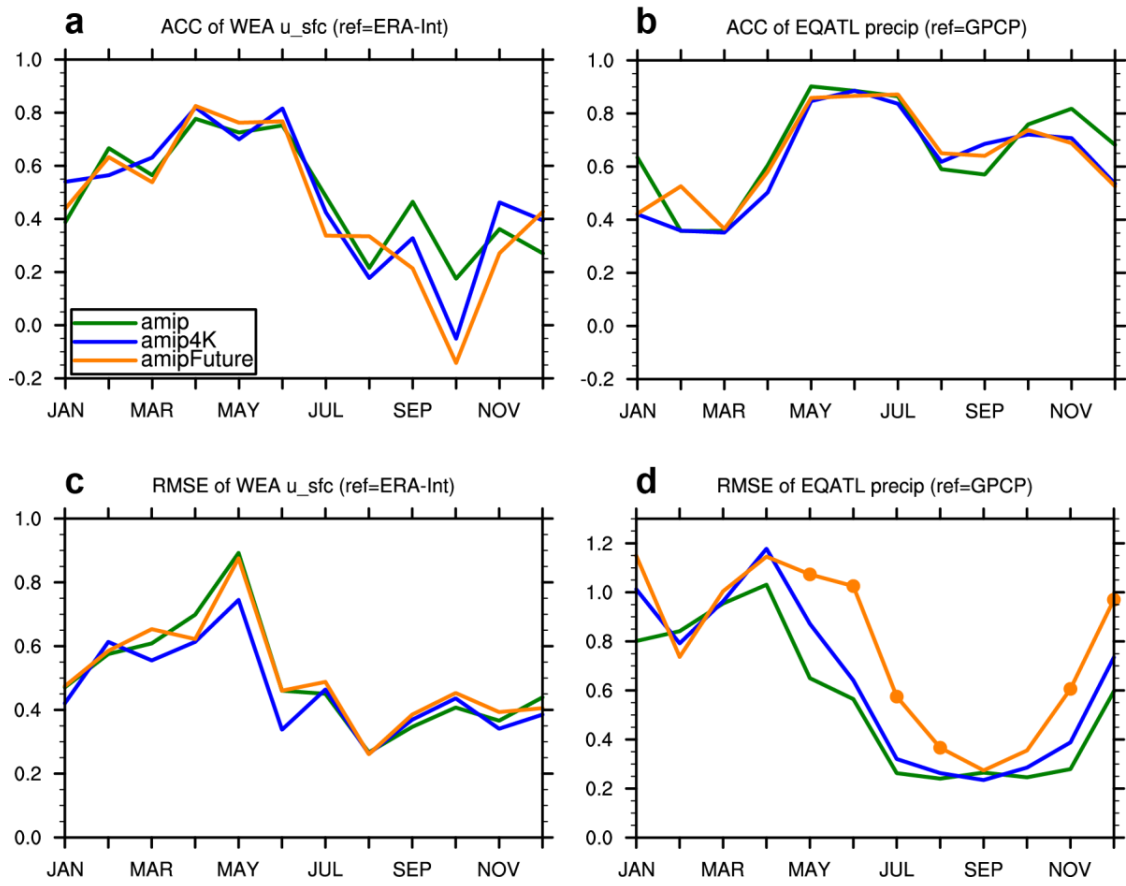 a
ACC of WEA u_sfc (ref=ERA-Int)
1.0
0.8
0.6
0.4
0.2
0.0
-0.2
amip
amip4K
amipFuture
JAN MAR MAY JUL SEP NOV
b
ACC of EQATL precip (ref=GPCP)
1.0
0.8
0.6
0.4
0.2
0.0
-0.2
JAN MAR MAY JUL SEP NOV
c
RMSE of WEA u_sfc (ref=ERA-Int)
1.0
0.8
0.6
0.4
0.2
0.0
JAN MAR MAY JUL SEP NOV
d
RMSE of EQATL precip (ref=GPCP)
1.2
1.0
0.8
0.6
0.4
0.2
0.0
JAN MAR MAY JUL SEP NOV